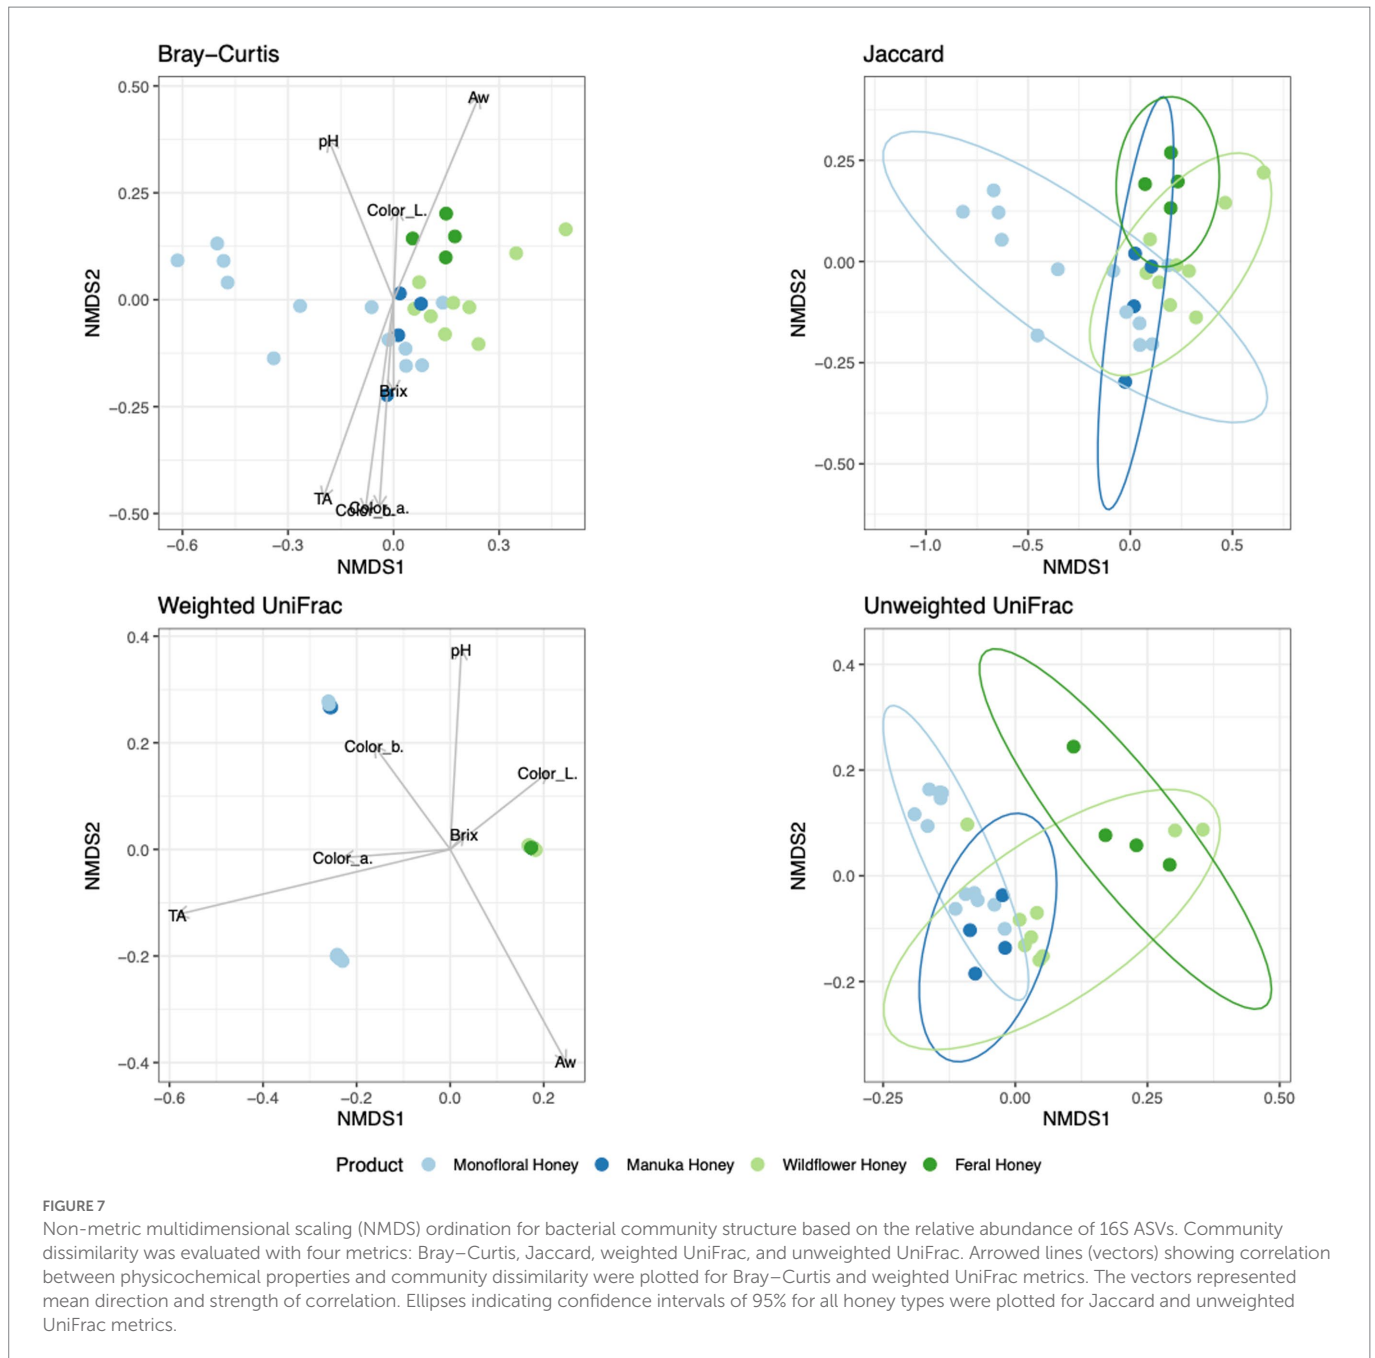 Bray–Curtis
0.50
0.25
0.00
−0.25
−0.50
NMDS2
Aw
pH
Color_L.
Brix
TA
Color_b.
Color_a.
−0.6 −0.3 0.0 0.3
NMDS1
Jaccard
0.25
0.00
−0.25
−0.50
NMDS2
−1.0 −0.5 0.0 0.5
NMDS1
Weighted UniFrac
0.4
0.2
0.0
−0.2
−0.4
NMDS2
pH
Color_b.
Color_L.
Brix
Color_a.
TA
Aw
−0.6 −0.4 −0.2 0.0 0.2
NMDS1
Unweighted UniFrac
0.4
0.2
0.0
−0.2
NMDS2
−0.25 0.00 0.25 0.50
NMDS1
Product Monofloral Honey Manuka Honey Wildflower Honey Feral Honey
FIGURE 7
Non-metric multidimensional scaling (NMDS) ordination for bacterial community structure based on the relative abundance of 16S ASVs. Community
dissimilarity was evaluated with four metrics: Bray–Curtis, Jaccard, weighted UniFrac, and unweighted UniFrac. Arrowed lines (vectors) showing correlation
between physicochemical properties and community dissimilarity were plotted for Bray–Curtis and weighted UniFrac metrics. The vectors represented
mean direction and strength of correlation. Ellipses indicating confidence intervals of 95% for all honey types were plotted for Jaccard and unweighted
UniFrac metrics.